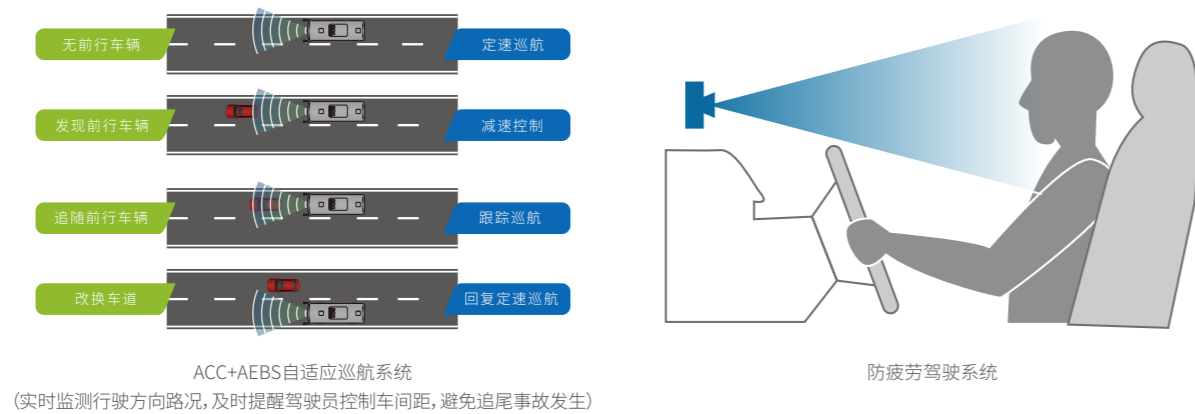 无前行车辆
定速巡航
发现前行车辆
减速控制
追随前行车辆
跟踪巡航
改换车道
回复定速巡航
ACC+AEBS自适应巡航系统
(实时监测行驶方向路况,及时提醒驾驶员控制车间距,避免追尾事故发生)
防疲劳驾驶系统